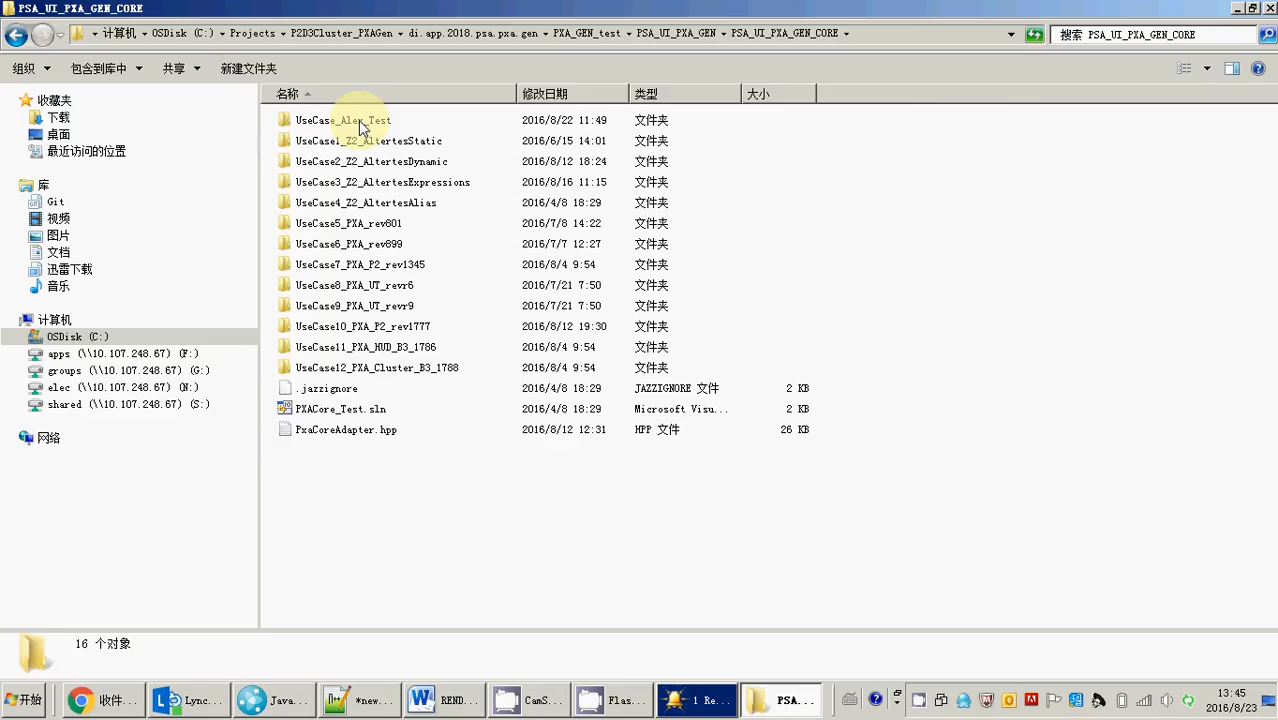 PSA_UI_PXA_GEN_CORE
计算机 OSDisk (C:) Projects P2D3Cluster_PXAGen di.app.2018.psa.pxa.gen PXA_GEN_test PSA_UI_PXA_GEN PSA_UI_PXA_GEN_CORE 搜索 PSA_UI_PXA_GEN_CORE
组织 包含到库中 共享 新建文件夹
收藏夹
下载
桌面
最近访问的位置
库
Git
视频
图片
文档
迅雷下载
音乐
计算机
OSDisk (C:)
apps (\\10.107.248.67) (F:)
groups (\\10.107.248.67) (G:)
elec (\\10.107.248.67) (N:)
shared (\\10.107.248.67) (S:)
网络
名称 修改日期 类型 大小
UseCase_Alex_Test 2016/8/22 11:49 文件夹
UseCase1_Z2_AltertesStatic 2016/6/15 14:01 文件夹
UseCase2_Z2_AltertesDynamic 2016/8/12 18:24 文件夹
UseCase3_Z2_AltertesExpressions 2016/8/16 11:15 文件夹
UseCase4_Z2_AltertesAlias 2016/4/8 18:29 文件夹
UseCase5_PXA_rev801 2016/7/8 14:22 文件夹
UseCase6_PXA_rev899 2016/7/7 12:27 文件夹
UseCase7_PXA_P2_rev1345 2016/8/4 9:54 文件夹
UseCase8_PXA_UT_revr6 2016/7/21 7:50 文件夹
UseCase9_PXA_UT_revr9 2016/7/21 7:50 文件夹
UseCase10_PXA_P2_rev1777 2016/8/12 19:30 文件夹
UseCase11_PXA_HUD_B3_1786 2016/8/4 9:54 文件夹
UseCase12_PXA_Cluster_B3_1788 2016/8/4 9:54 文件夹
.jazzignore 2016/4/8 18:29 JAZZIGNORE 文件 2 KB
PXACore_Test.sln 2016/4/8 18:29 Microsoft Visu... 2 KB
PxaCoreAdapter.hpp 2016/8/12 12:31 HPP 文件 26 KB
16 个对象
开始 收件... Lync... Java... *new... REND... CamS... Flas... 1 Re... PSA... 13:45
2016/8/23